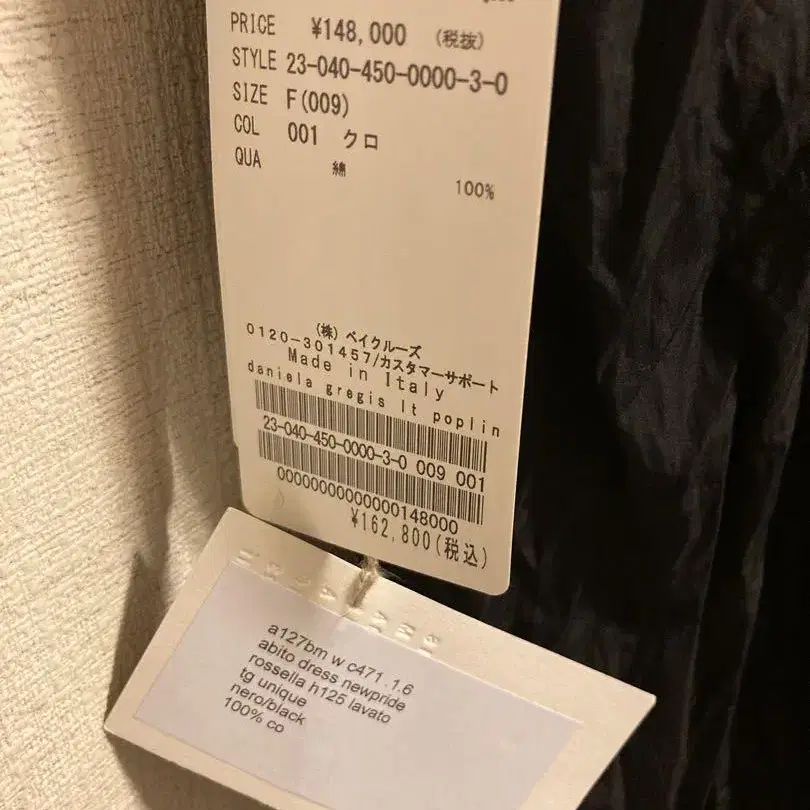 PRICE ¥148,000 (税抜)
STYLE 23-040-450-0000-3-0
SIZE F(009)
COL 001 クロ
QUA 綿 100%
(株) ベイクルーズ
0120-301457/カスタマーサポート
Made in Italy
daniela gregis lt poplin
23-040-450-0000-3-0 009 001
0000000000000148000
¥162,800(税込)
a127bm w c471 .1.6
abito dress newpride
rossella h125 lavato
tg unique
nero/black
100% co